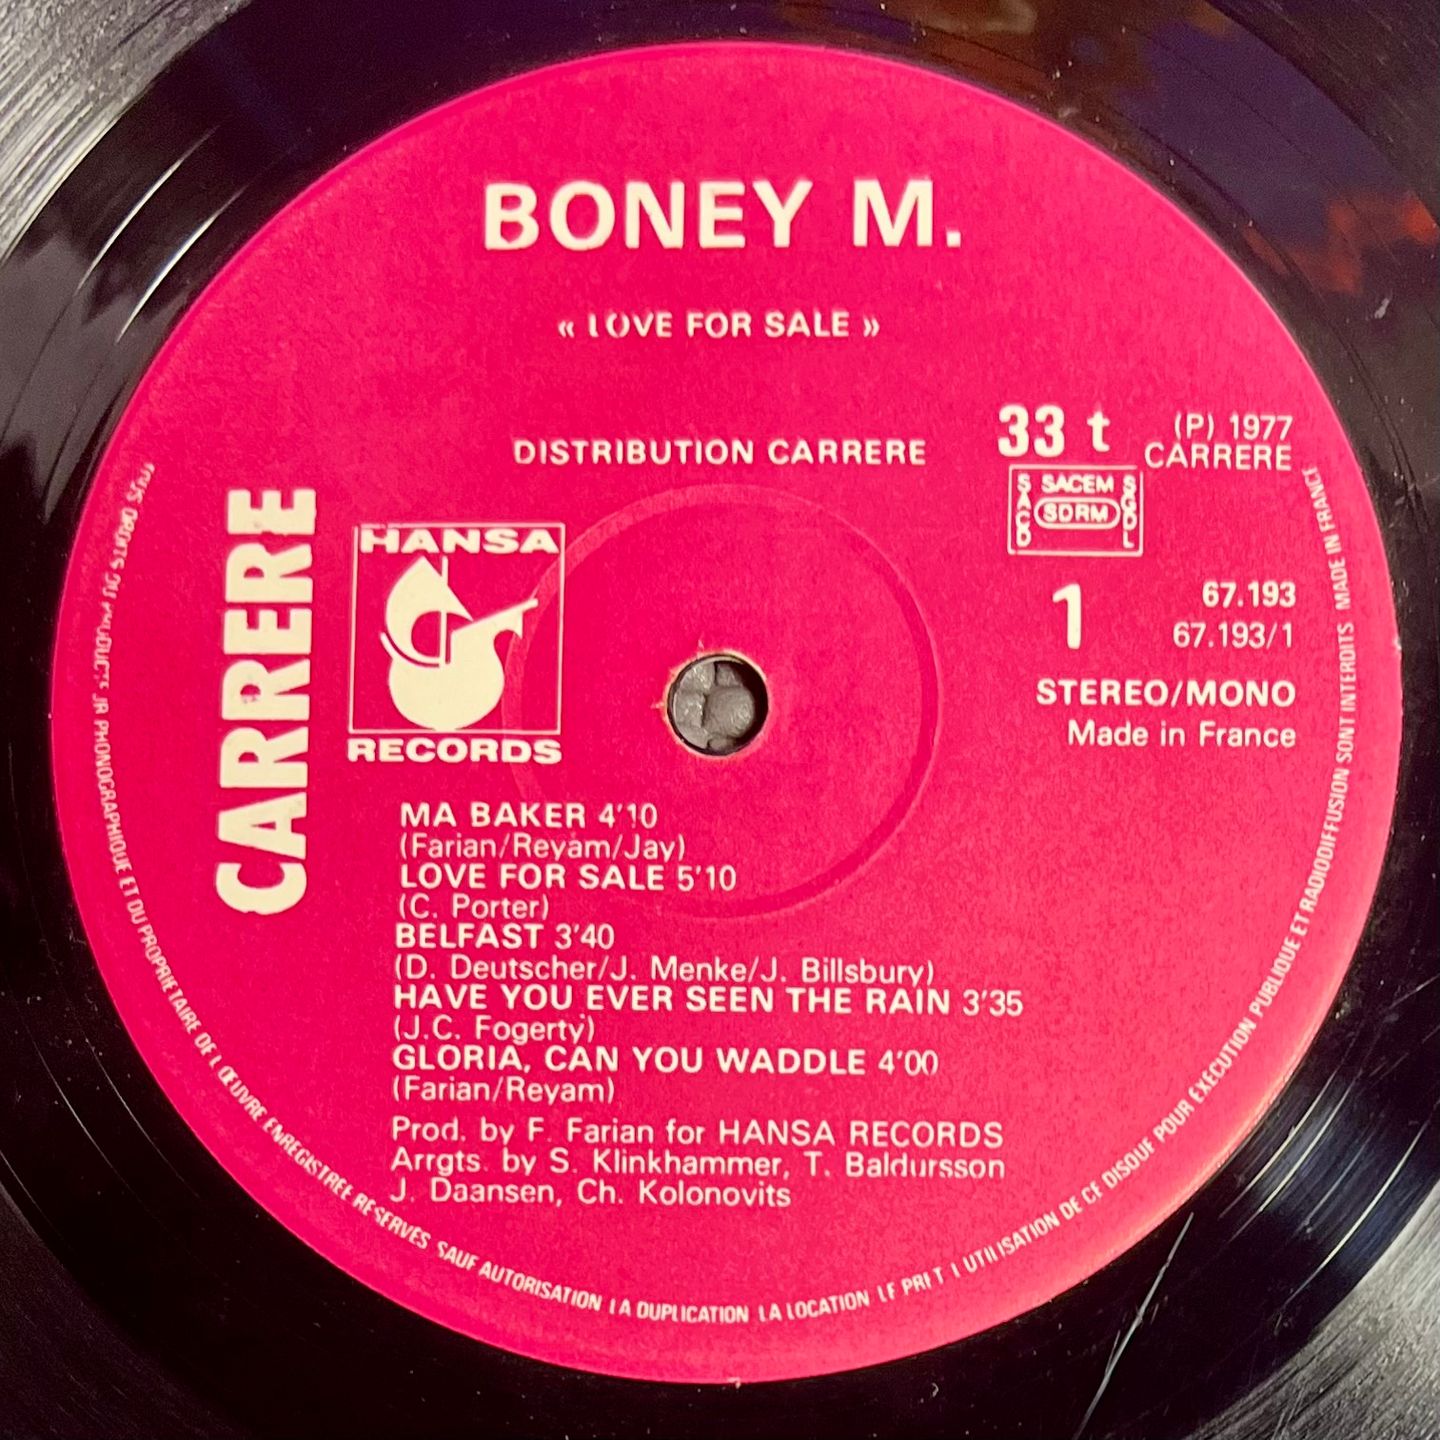 BONEY M.
« LOVE FOR SALE »
DISTRIBUTION CARRERE
33 t
(P) 1977
CARRERE
SACD SACEM SDRM SGDL
1
67.193
67.193/1
STEREO/MONO
Made in France
CARRERE
HANSA
RECORDS
MA BAKER 4'10
(Farian/Reyam/Jay)
LOVE FOR SALE 5'10
(C. Porter)
BELFAST 3'40
(D. Deutscher/J. Menke/J. Billsbury)
HAVE YOU EVER SEEN THE RAIN 3'35
(J.C. Fogerty)
GLORIA, CAN YOU WADDLE 4'00
(Farian/Reyam)
Prod. by F. Farian for HANSA RECORDS
Arrgts. by S. Klinkhammer, T. Baldursson
J. Daansen, Ch. Kolonovits
TOUS DROITS DU PRODUCTEUR PHONOGRAPHIQUE ET DU PROPRIETAIRE DE L'ŒUVRE ENREGISTREE RESERVES SAUF AUTORISATION LA DUPLICATION LA LOCATION LE PRET L'UTILISATION DE CE DISQUE POUR EXECUTION PUBLIQUE ET RADIODIFFUSION SONT INTERDITS MADE IN FRANCE